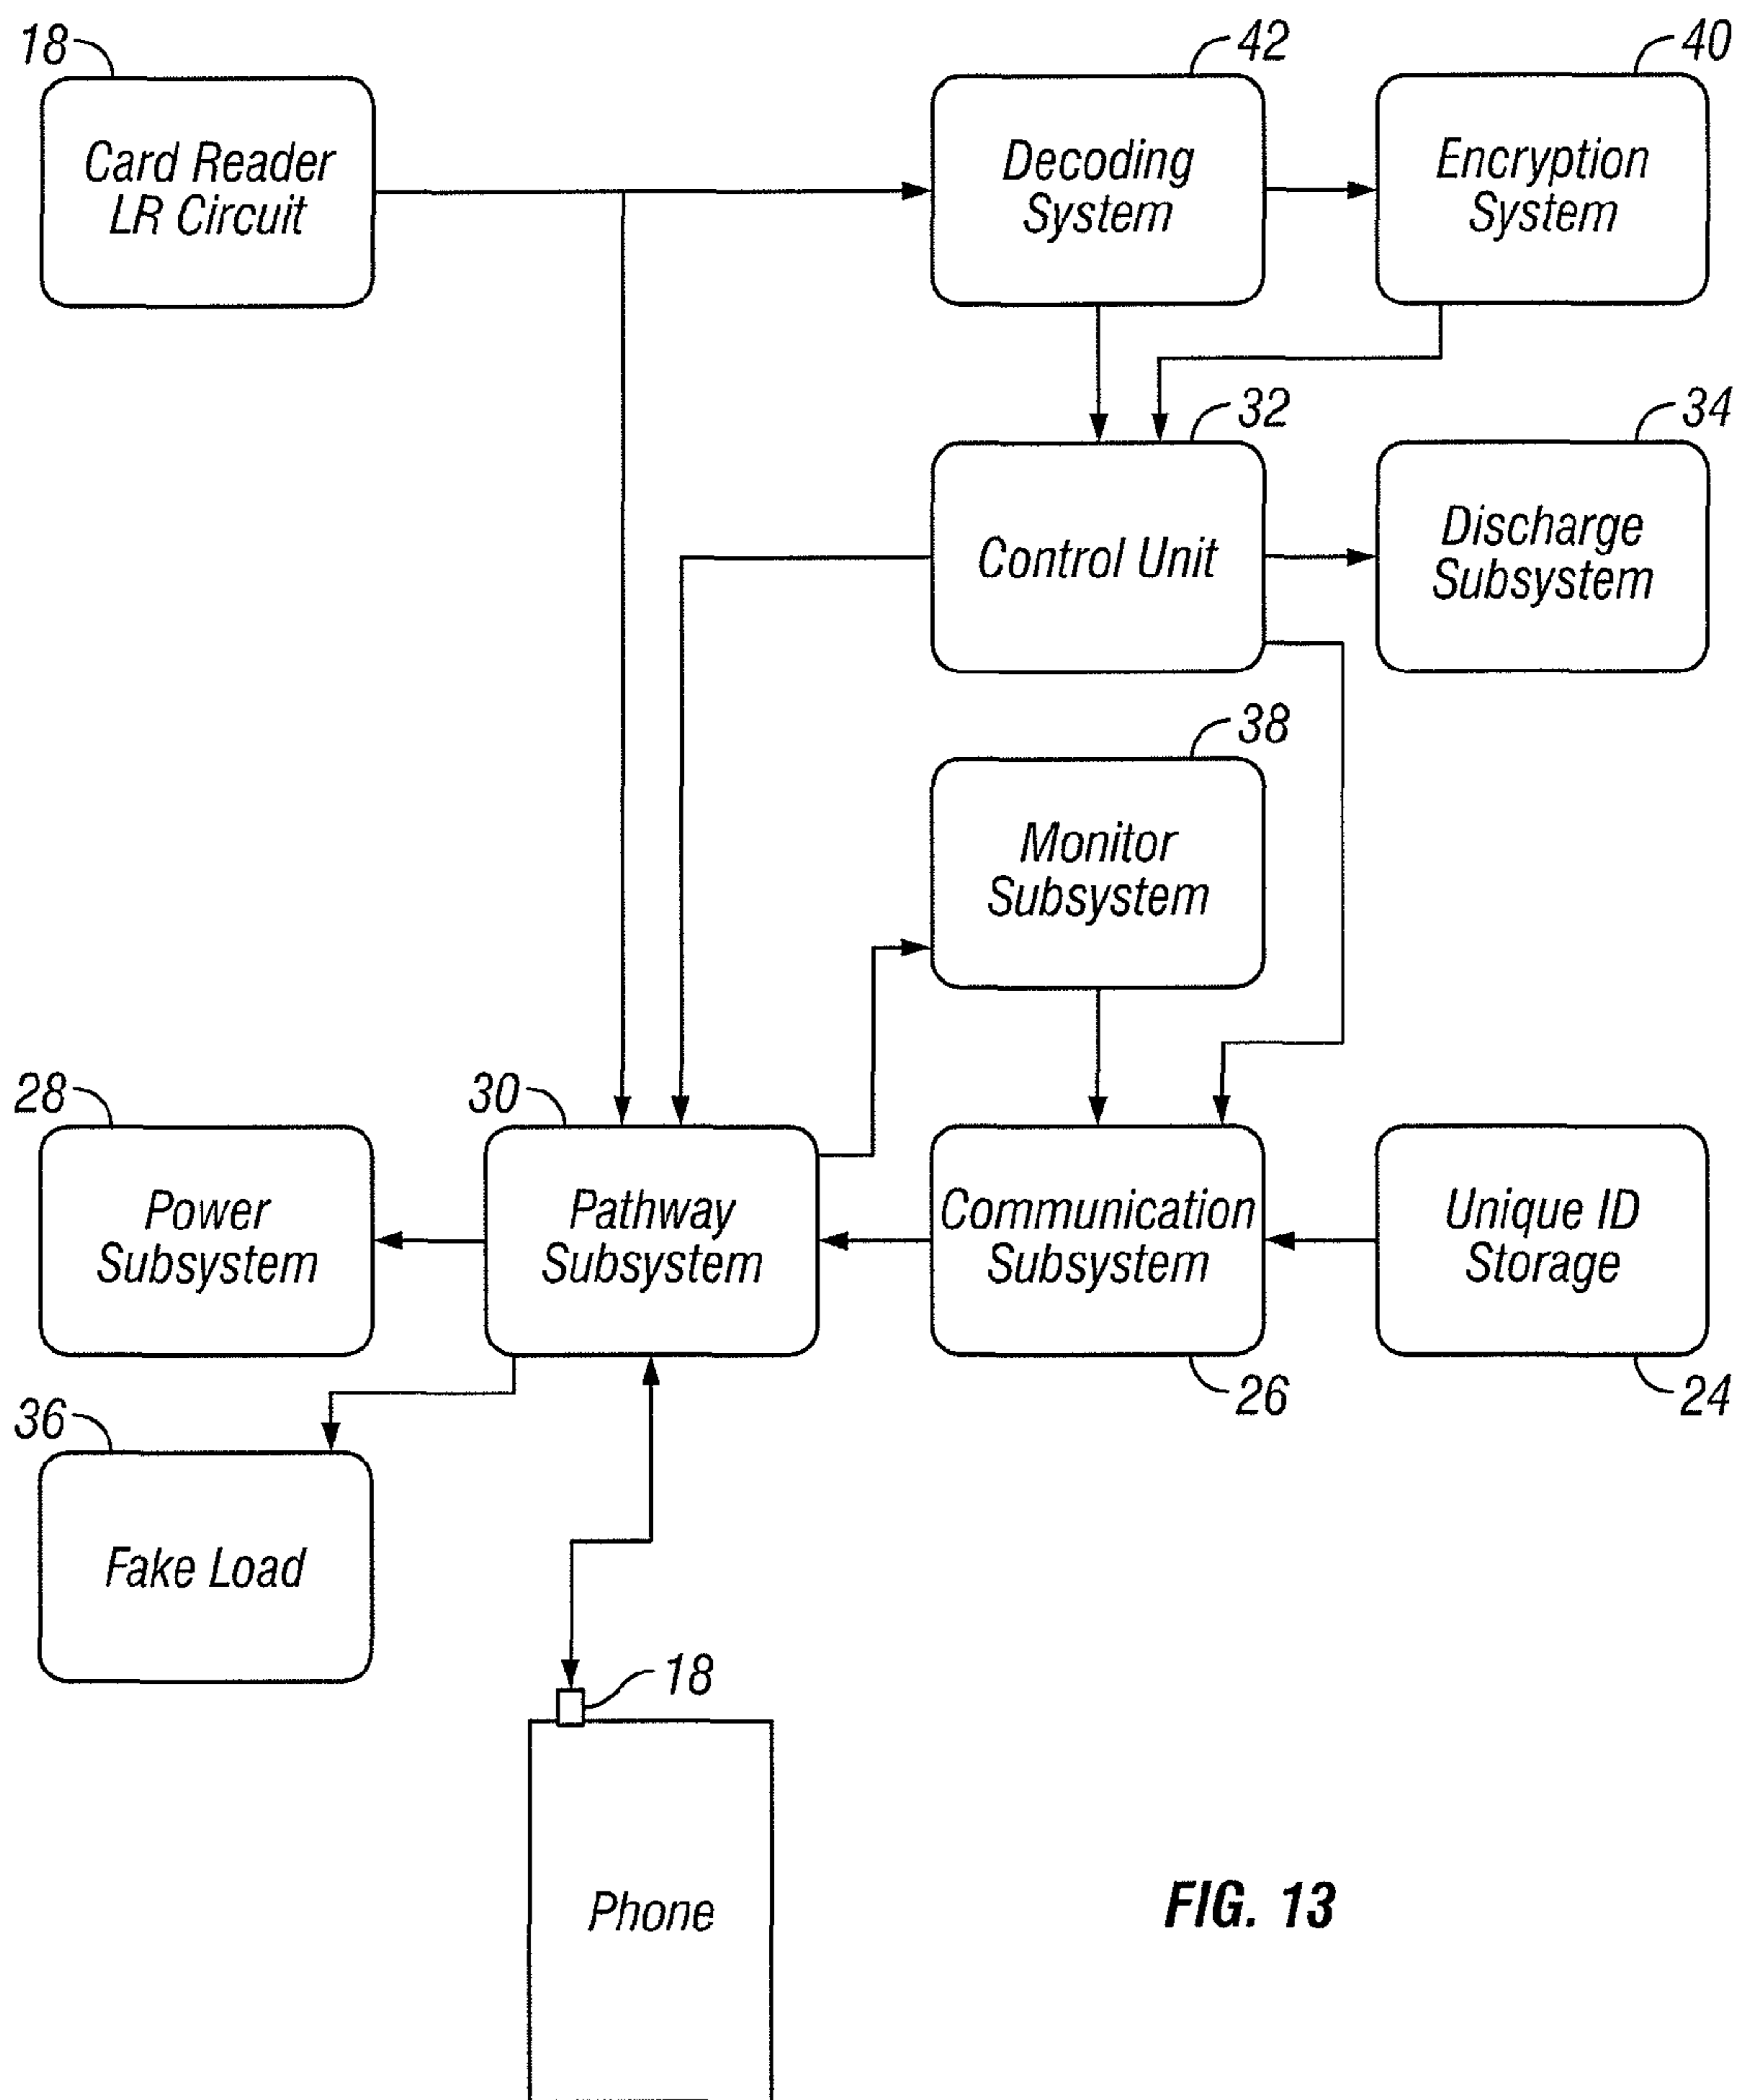 18
42
40
Card Reader
LR Circuit
Decoding
System
Encryption
System
32
34
Control Unit
Discharge
Subsystem
38
Monitor
Subsystem
28
30
Power
Subsystem
Pathway
Subsystem
Communication
Subsystem
Unique ID
Storage
26
24
36
Fake Load
18
Phone
FIG. 13